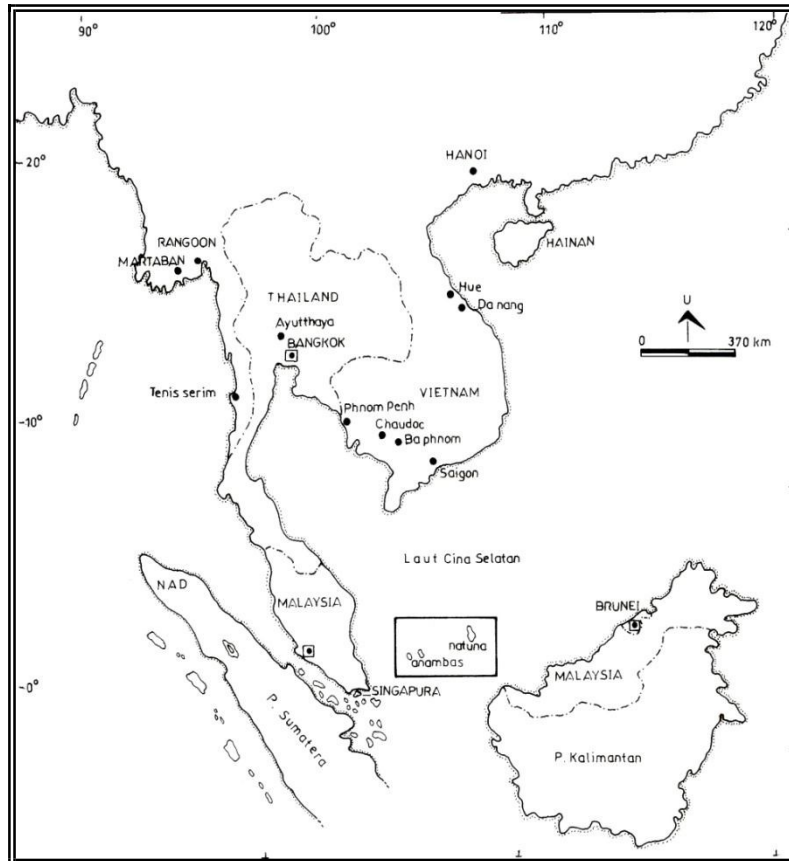 90°
100°
110°
120°
20°
HANOI
HAINAN
RANGOON
MARTABAN
THAILAND
Hue
Da nang
U
0 370 km
Ayutthaya
BANGKOK
Tenis serim
VIETNAM
Phnom Penh
10°
Chaudoc
Ba phnom
Saigon
Laut Cina Selatan
NAD
MALAYSIA
BRUNEI
natuna
anambas
MALAYSIA
0°
SINGAPURA
P. Sumatera
P. Kalimantan